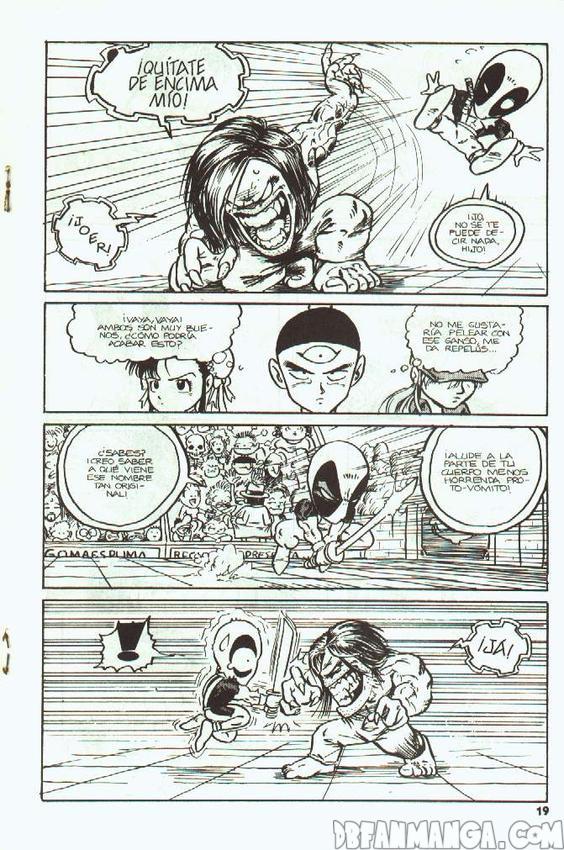 ¡QUÍTATE
DE ENCIMA
MÍO!
¡JOER!
¡JO,
NO SE TE
PUEDE DE-
CIR NADA,
HIJO!
¡VAYA, VAYA!
AMBOS SON MUY BUE-
NOS, ¿CÓMO PODRÍA
ACABAR ESTO?
NO ME GUSTA-
RÍA PELEAR CON
ESE GANSO, ME
DA REPELÚS...
¿SABES?
¡CREO SABER
A QUÉ VIENE
ESE NOMBRE
TAN ORIGI-
NAL!
¡ALUDE A LA
PARTE DE TU
CUERPO MENOS
HORRENDA PRO-
TO-VÓMITO!
GOMAESPUMA
!
¡JA!
19
DBFANMANGA.COM